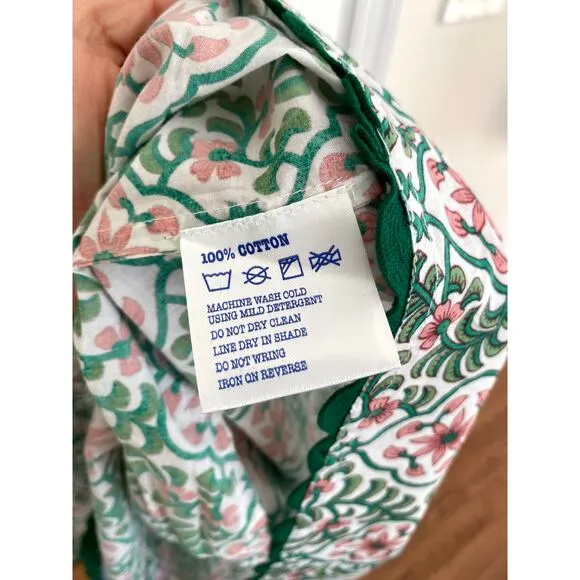 100% COTTON
MACHINE WASH COLD
USING MILD DETERGENT
DO NOT DRY CLEAN
LINE DRY IN SHADE
DO NOT WRING
IRON ON REVERSE